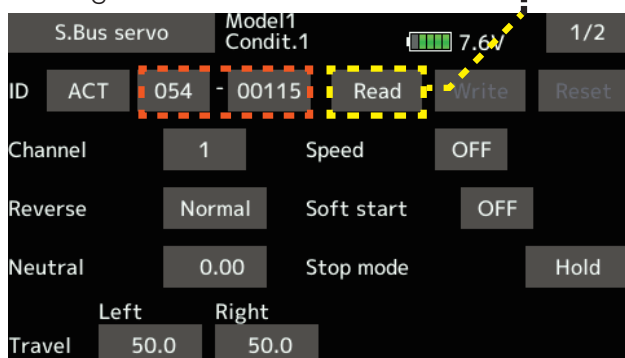 S.Bus servo Model1 Condit.1 7.6V 1/2
ID ACT 054 - 00115 Read Write Reset
Channel 1 Speed OFF
Reverse Normal Soft start OFF
Neutral 0.00 Stop mode Hold
Left Right
Travel 50.0 50.0